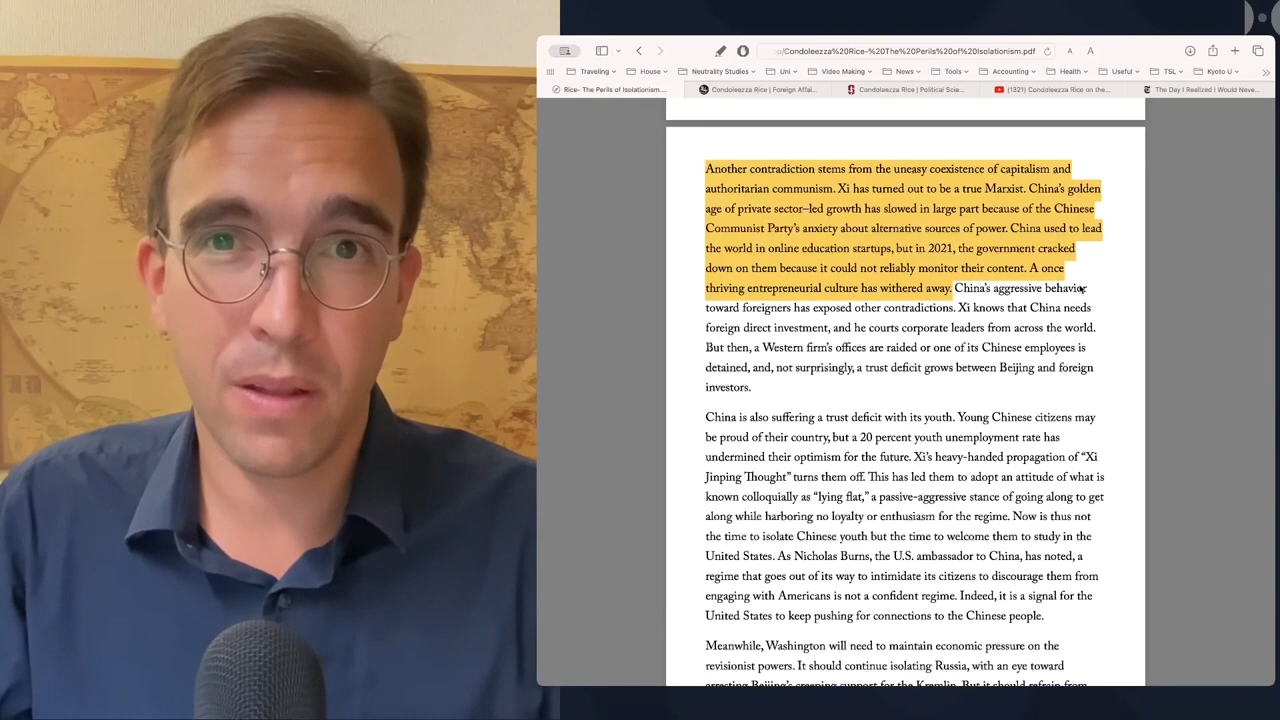 p/Condoleezza%20Rice-%20The%20Perils%20of%20Isolationism.pdf
A A
Traveling House Neutrality Studies Uni Video Making News Tools Accounting Health Useful TSL Kyoto U
Rice- The Perils of Isolationism.... Condoleezza Rice | Foreign Affai... Condoleezza Rice | Political Scie... (1321) Condoleezza Rice on the... The Day I Realized I Would Neve...
Another contradiction stems from the uneasy coexistence of capitalism and
authoritarian communism. Xi has turned out to be a true Marxist. China's golden
age of private sector–led growth has slowed in large part because of the Chinese
Communist Party's anxiety about alternative sources of power. China used to lead
the world in online education startups, but in 2021, the government cracked
down on them because it could not reliably monitor their content. A once
thriving entrepreneurial culture has withered away. China's aggressive behavior
toward foreigners has exposed other contradictions. Xi knows that China needs
foreign direct investment, and he courts corporate leaders from across the world.
But then, a Western firm's offices are raided or one of its Chinese employees is
detained, and, not surprisingly, a trust deficit grows between Beijing and foreign
investors.
China is also suffering a trust deficit with its youth. Young Chinese citizens may
be proud of their country, but a 20 percent youth unemployment rate has
undermined their optimism for the future. Xi's heavy-handed propagation of “Xi
Jinping Thought” turns them off. This has led them to adopt an attitude of what is
known colloquially as “lying flat,” a passive-aggressive stance of going along to get
along while harboring no loyalty or enthusiasm for the regime. Now is thus not
the time to isolate Chinese youth but the time to welcome them to study in the
United States. As Nicholas Burns, the U.S. ambassador to China, has noted, a
regime that goes out of its way to intimidate its citizens to discourage them from
engaging with Americans is not a confident regime. Indeed, it is a signal for the
United States to keep pushing for connections to the Chinese people.
Meanwhile, Washington will need to maintain economic pressure on the
revisionist powers. It should continue isolating Russia, with an eye toward
arresting Beijing's creeping support for the Kremlin. But it should refrain from